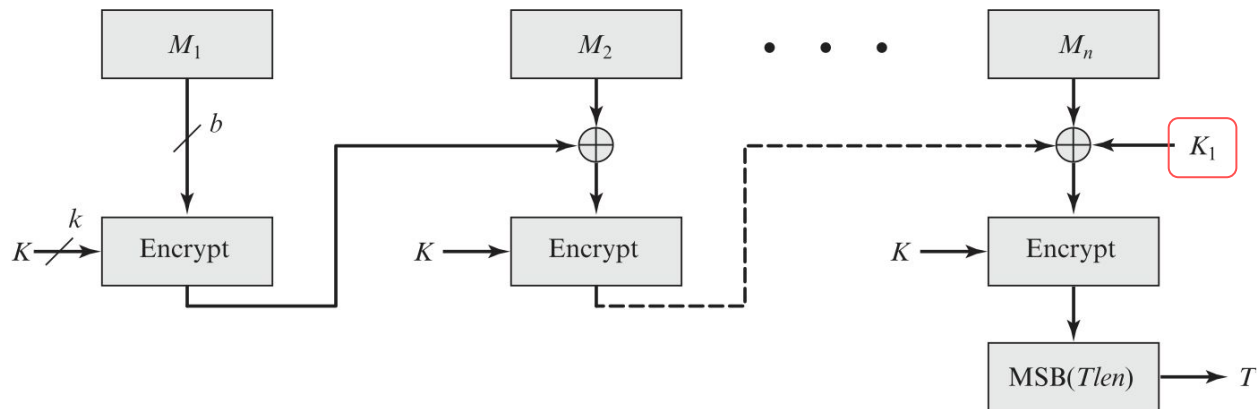 M₁ M₂ • • • Mₙ
b
K₁
k
K Encrypt K Encrypt K Encrypt
MSB(Tlen) T